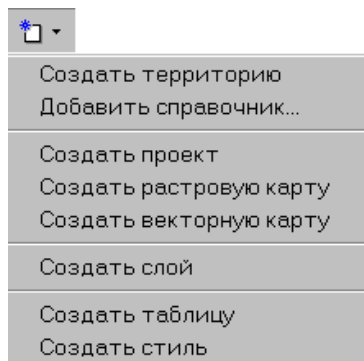 Создать территорию
Добавить справочник...
Создать проект
Создать растровую карту
Создать векторную карту
Создать слой
Создать таблицу
Создать стиль